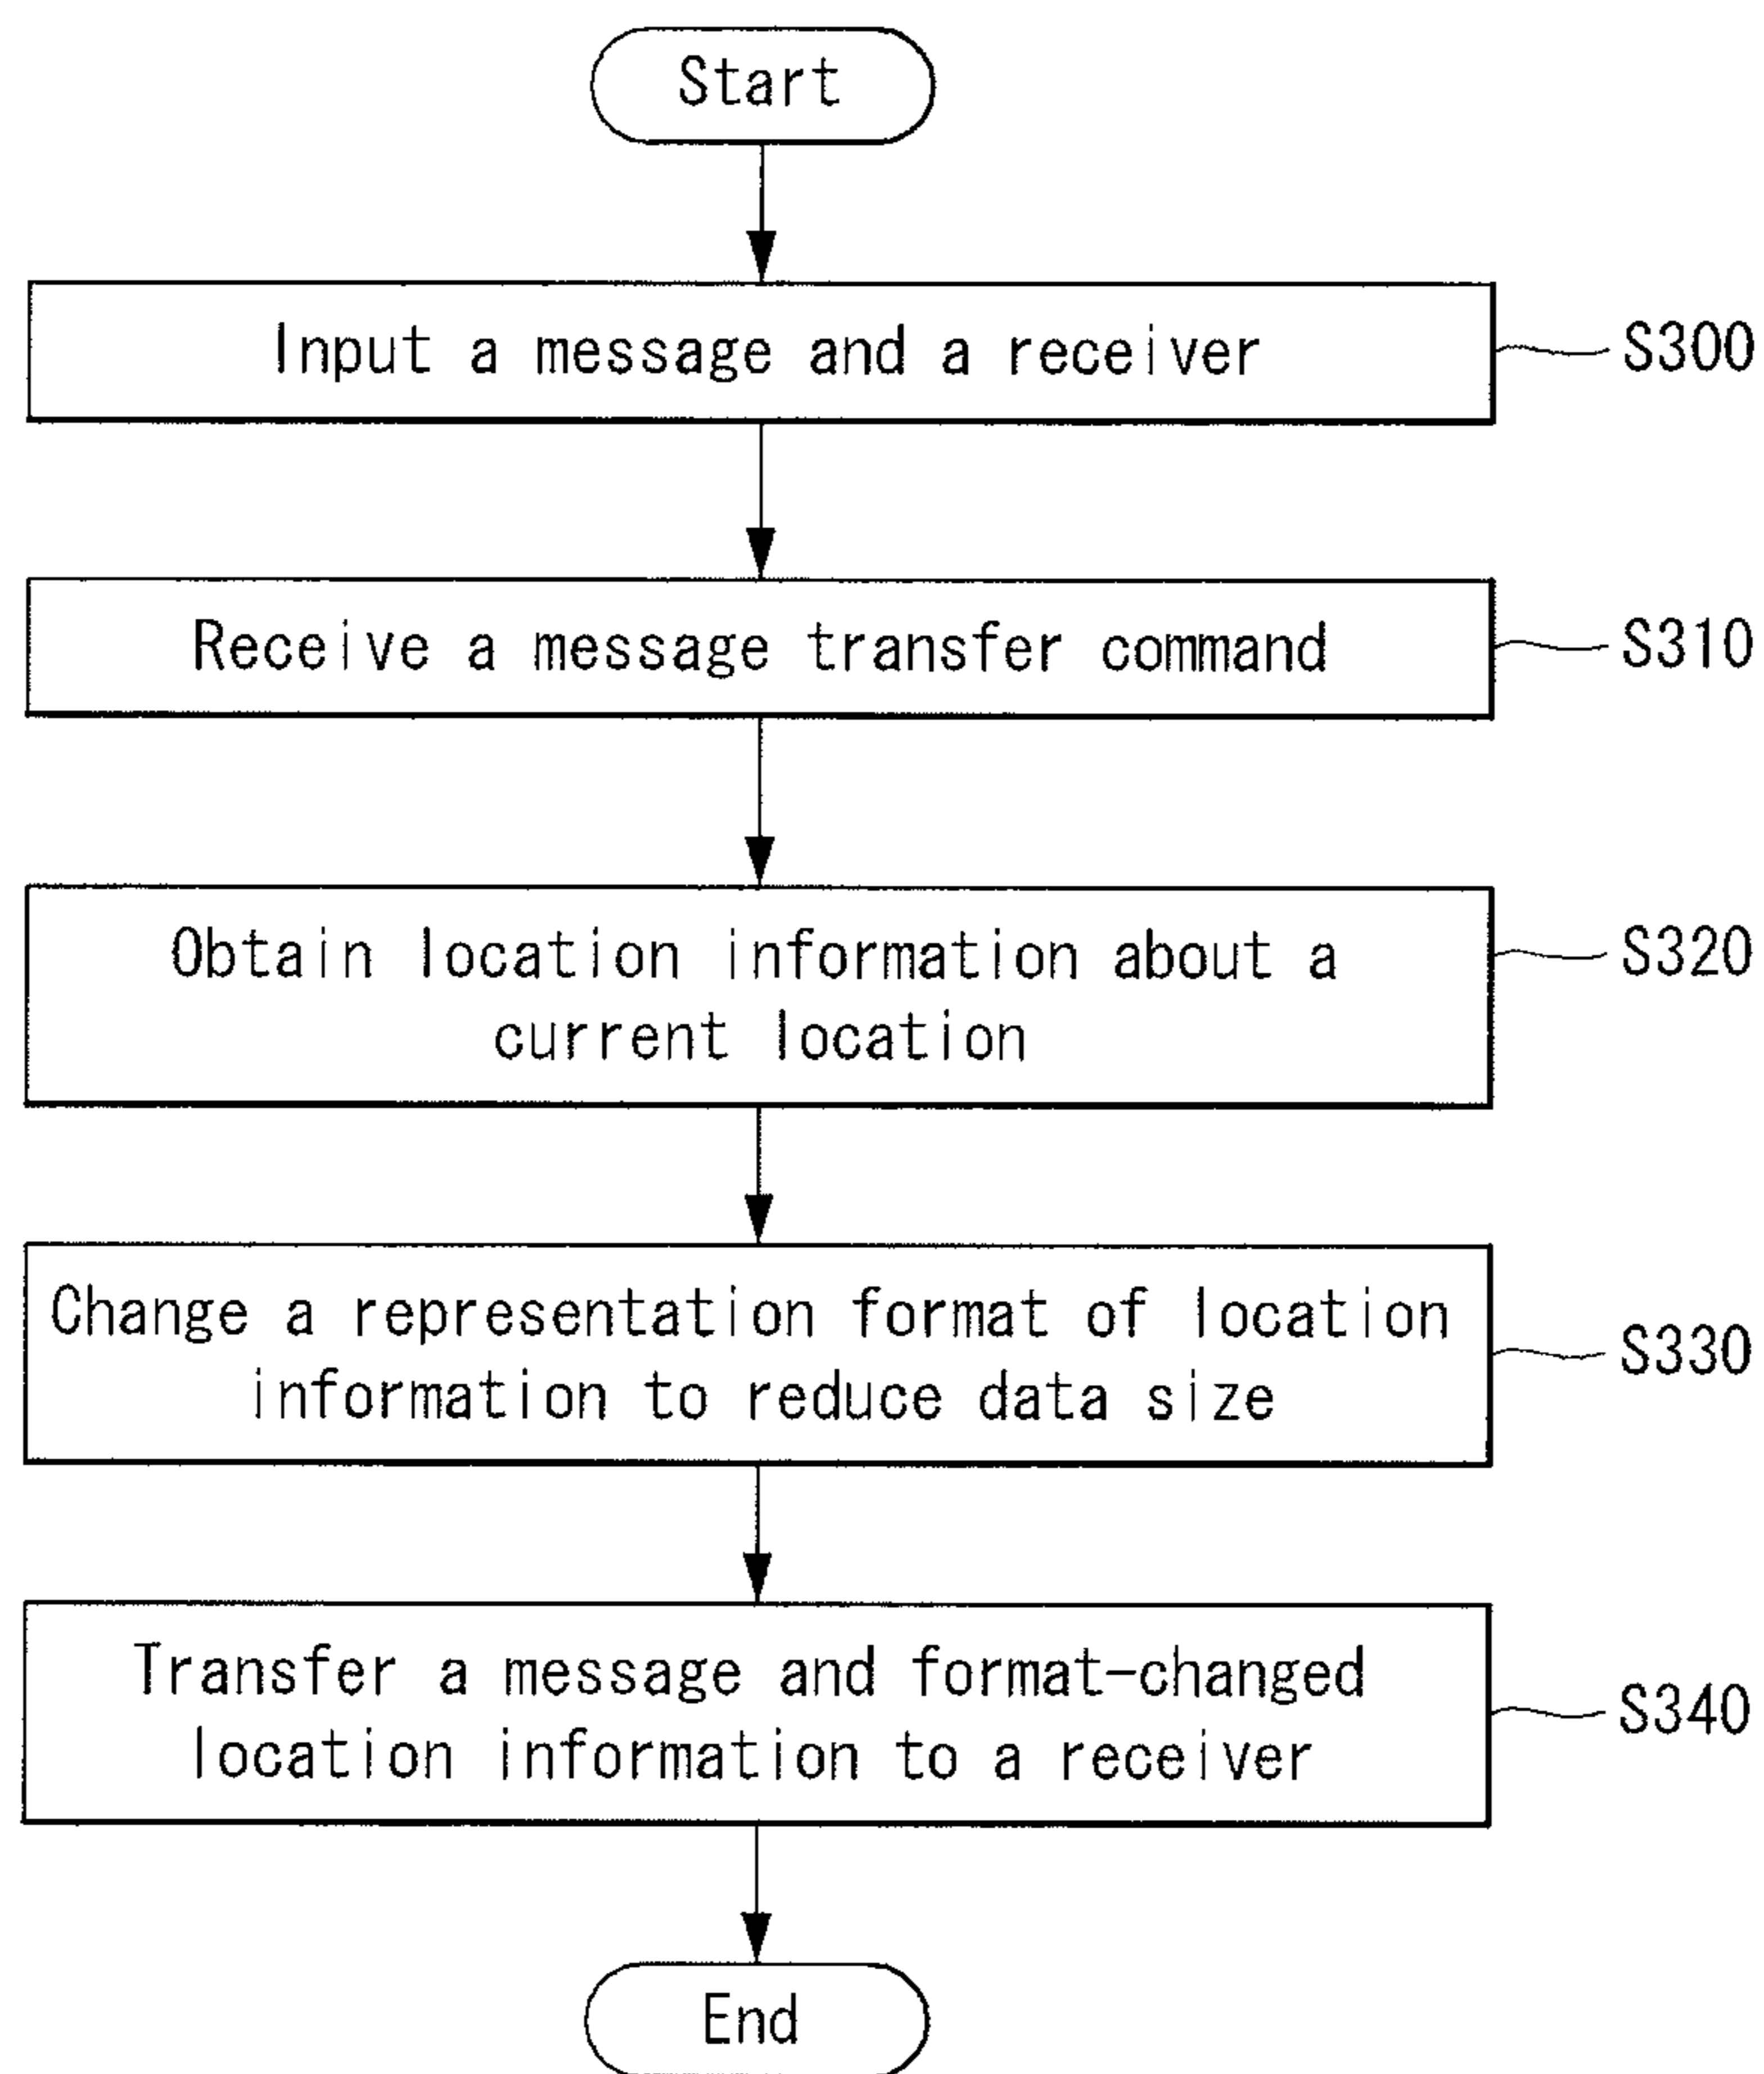 Start
Input a message and a receiver
S300
Receive a message transfer command
S310
Obtain location information about a
current location
S320
Change a representation format of location
information to reduce data size
S330
Transfer a message and format-changed
location information to a receiver
S340
End